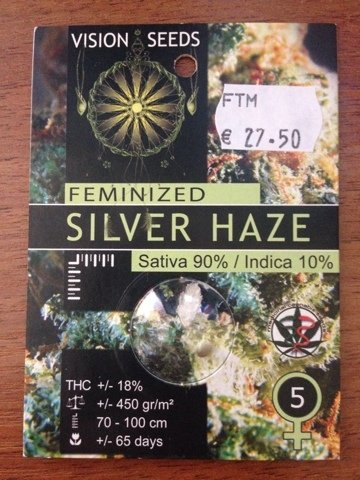 VISION SEEDS
FTM
€ 27.50
FEMINIZED
SILVER HAZE
Sativa 90% / Indica 10%
THC +/- 18%
+/- 450 gr/m²
70 - 100 cm
+/- 65 days
5